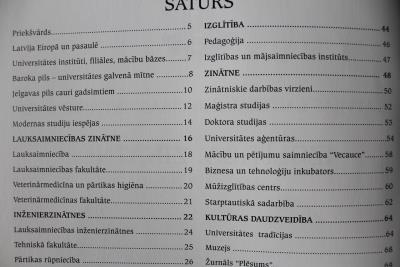 SATURS
Priekšvārds 5
Latvija Eiropā un pasaulē 6
Universitātes institūti, filiāles, mācību bāzes 7
Baroka pils – universitātes galvenā mītne 8
Jelgavas pils cauri gadsimtiem 10
Universitātes vēsture 12
Modernas studiju iespējas 14
LAUKSAIMNIECĪBAS ZINĀTNE 16
Lauksaimniecība 18
Lauksaimniecības fakultāte 19
Veterinārmedicīna un pārtikas higiēna 20
Veterinārmedicīnas fakultāte 21
INŽENIERZINĀTNES 22
Lauksaimniecības inženierzinātnes 24
Tehniskā fakultāte 25
Pārtikas rūpniecība 26
IZGLĪTĪBA 44
Pedagoģija 46
Izglītības un mājsaimniecības institūts 47
ZINĀTNE 48
Zinātniskie darbības virzieni 50
Maģistra studijas 52
Doktora studijas 53
Universitātes aģentūras 54
Mācību un pētījumu saimniecība "Vecauce" 58
Biznesa un tehnoloģiju inkubators 59
Mūžizglītības centrs 60
Starptautiskā sadarbība 62
KULTŪRAS DAUDZVEIDĪBA 64
Universitātes tradīcijas 64
Muzejs 68
Žurnāls "Plēsums"